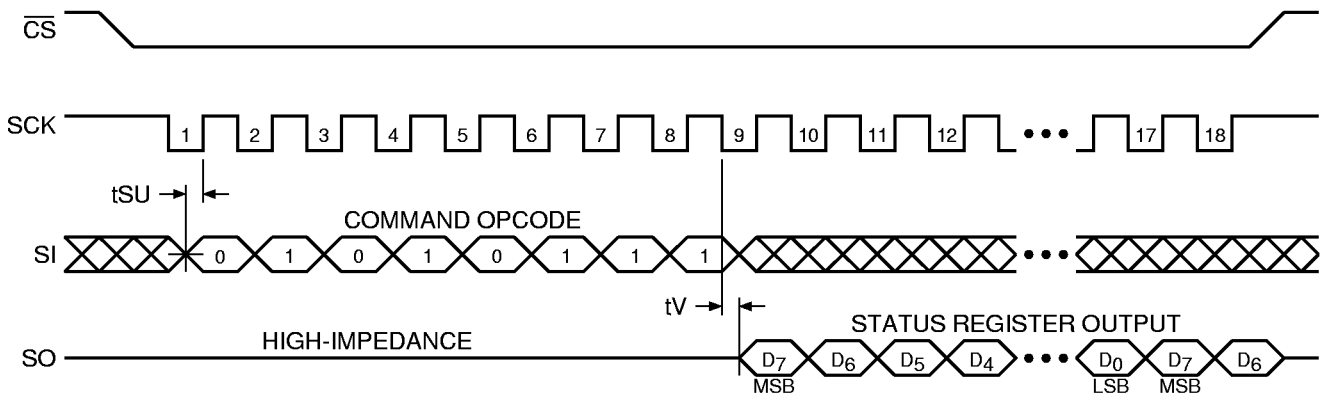 CS
SCK 1 2 3 4 5 6 7 8 9 10 11 12 17 18
tSU
COMMAND OPCODE
SI 0 1 0 1 0 1 1 1
tV
STATUS REGISTER OUTPUT
HIGH-IMPEDANCE
SO D7 D6 D5 D4 D0 D7 D6
MSB LSB MSB